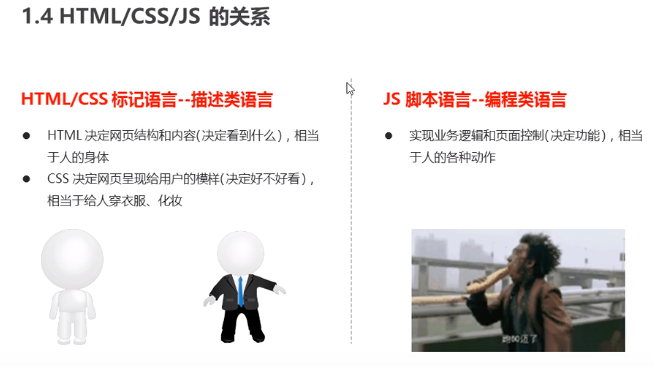 1.4 HTML/CSS/JS 的关系
HTML/CSS 标记语言--描述类语言
● HTML 决定网页结构和内容(决定看到什么)，相当
于人的身体
● CSS 决定网页呈现给用户的模样(决定好不好看)，
相当于给人穿衣服、化妆
JS 脚本语言--编程类语言
● 实现业务逻辑和页面控制(决定功能)，相当
于人的各种动作